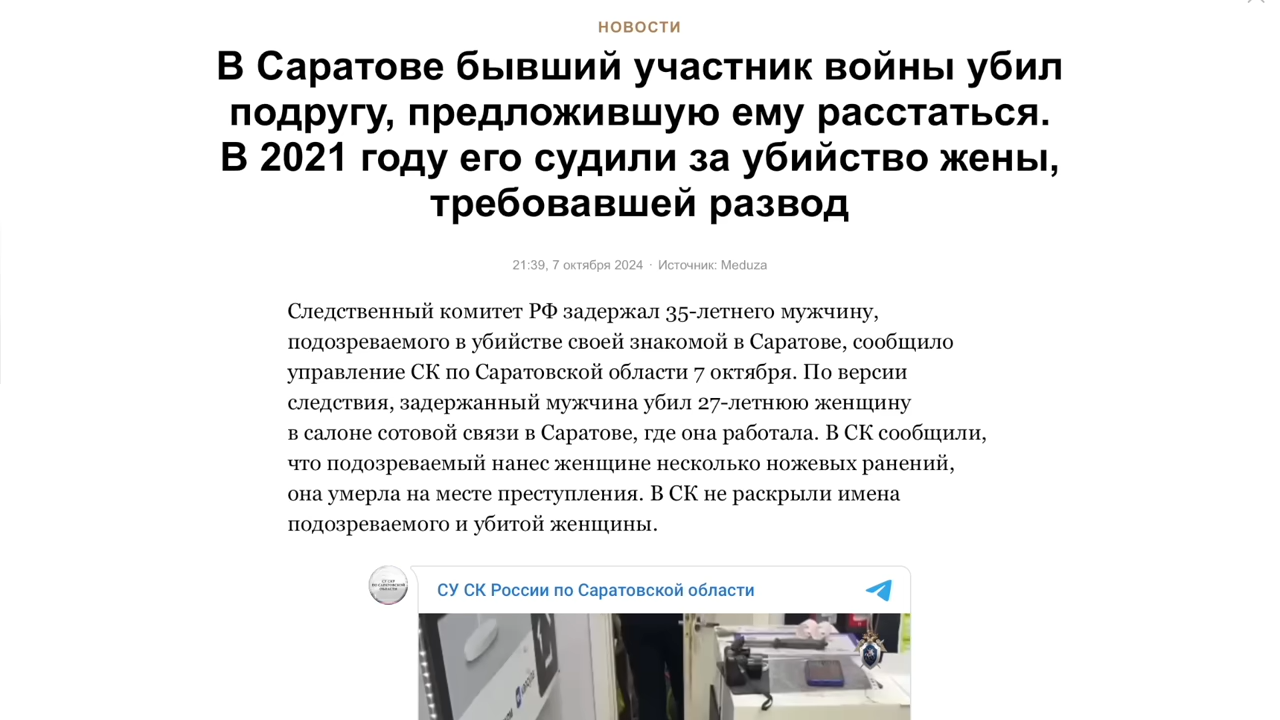 НОВОСТИ
В Саратове бывший участник войны убил
подругу, предложившую ему расстаться.
В 2021 году его судили за убийство жены,
требовавшей развод
21:39, 7 октября 2024 · Источник: Meduza
Следственный комитет РФ задержал 35-летнего мужчину,
подозреваемого в убийстве своей знакомой в Саратове, сообщило
управление СК по Саратовской области 7 октября. По версии
следствия, задержанный мужчина убил 27-летнюю женщину
в салоне сотовой связи в Саратове, где она работала. В СК сообщили,
что подозреваемый нанес женщине несколько ножевых ранений,
она умерла на месте преступления. В СК не раскрыли имена
подозреваемого и убитой женщины.
СУ СК России по Саратовской области